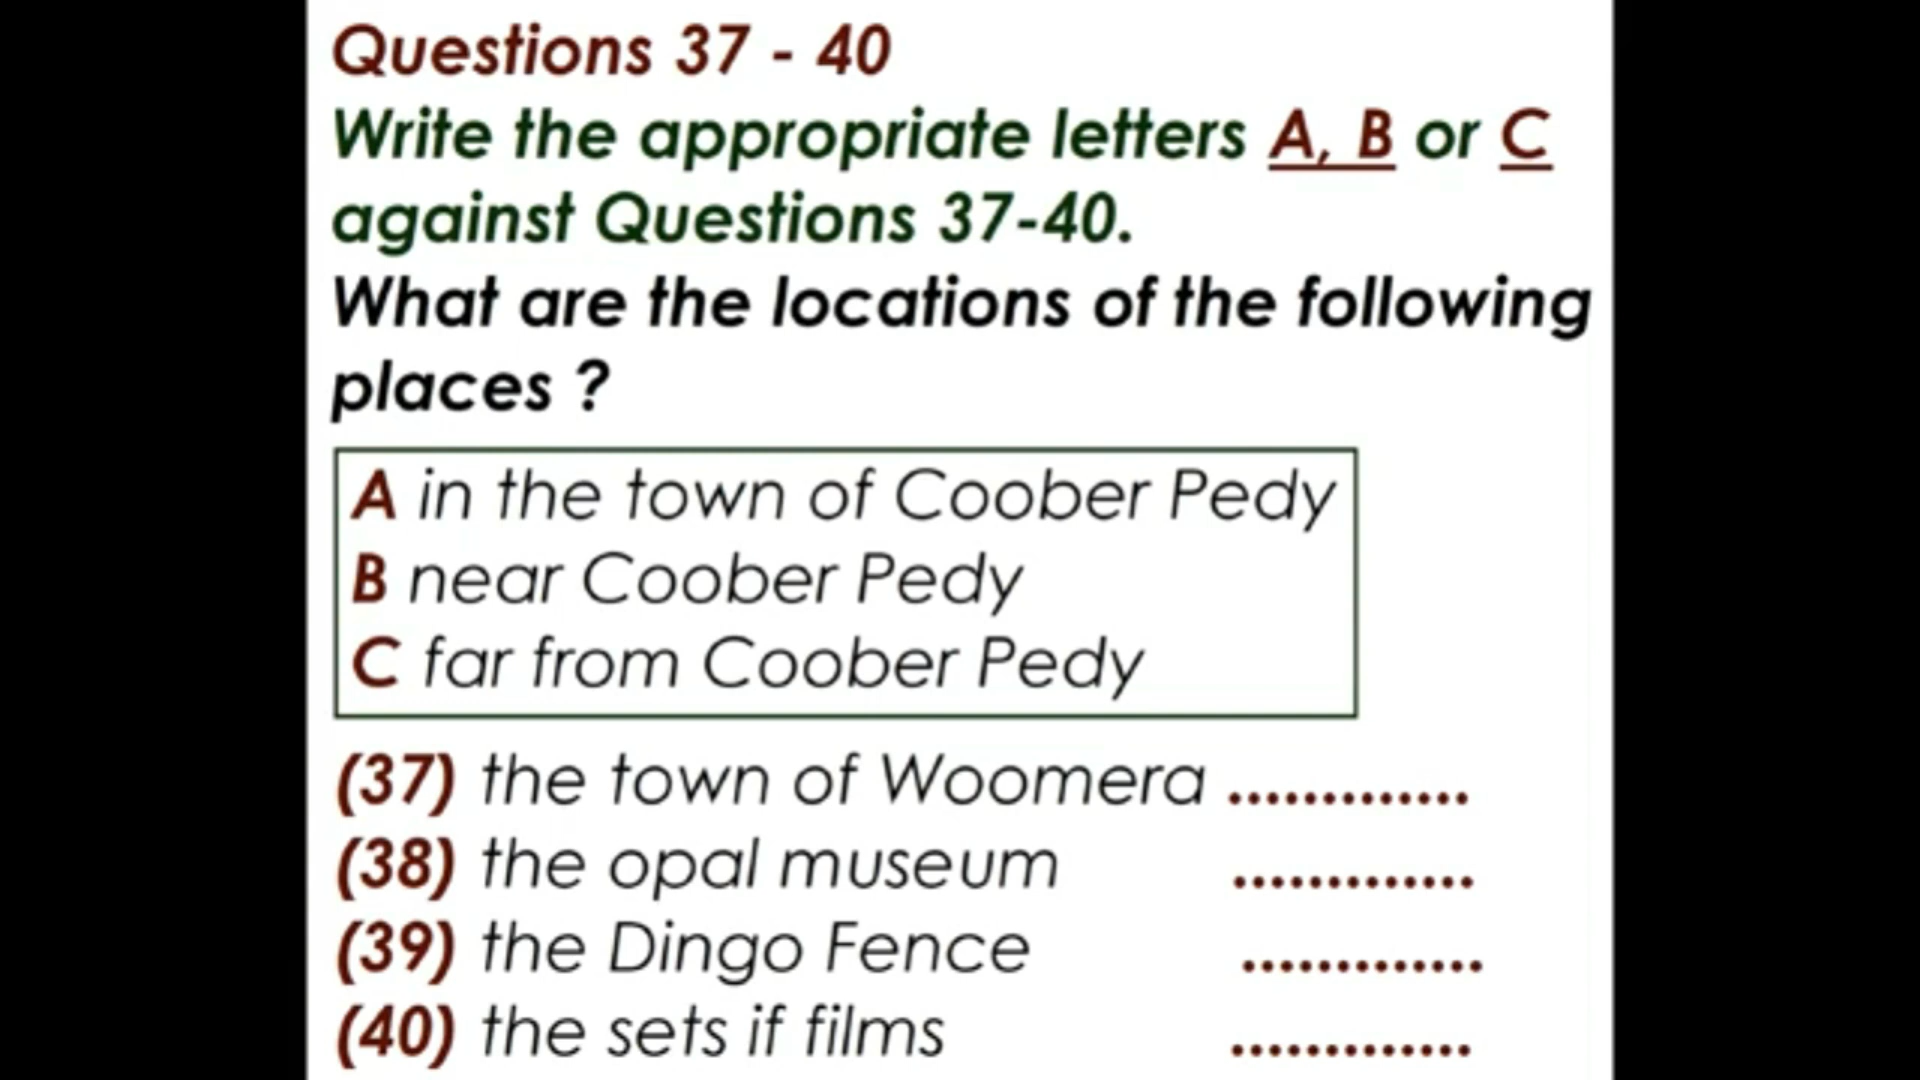 Questions 37 - 40
Write the appropriate letters A, B or C
against Questions 37-40.
What are the locations of the following
places ?
A in the town of Coober Pedy
B near Coober Pedy
C far from Coober Pedy
(37) the town of Woomera .............
(38) the opal museum .............
(39) the Dingo Fence .............
(40) the sets if films .............